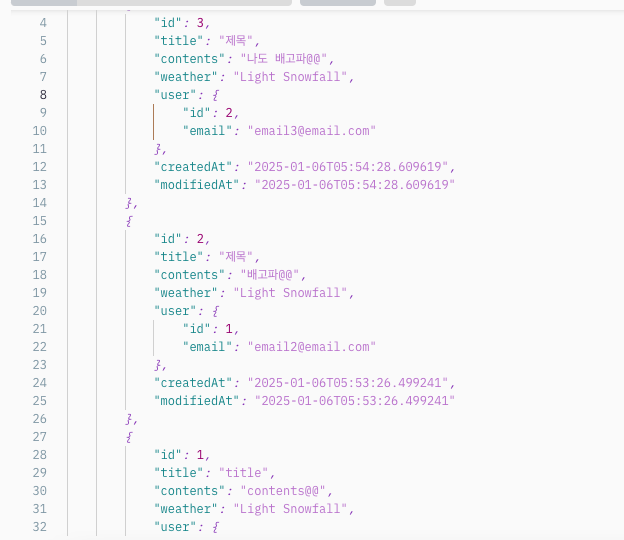 4 "id": 3,
5 "title": "제목",
6 "contents": "나도 배고파@@",
7 "weather": "Light Snowfall",
8 "user": {
9 "id": 2,
10 "email": "email3@email.com"
11 },
12 "createdAt": "2025-01-06T05:54:28.609619",
13 "modifiedAt": "2025-01-06T05:54:28.609619"
14 },
15 {
16 "id": 2,
17 "title": "제목",
18 "contents": "배고파@@",
19 "weather": "Light Snowfall",
20 "user": {
21 "id": 1,
22 "email": "email2@email.com"
23 },
24 "createdAt": "2025-01-06T05:53:26.499241",
25 "modifiedAt": "2025-01-06T05:53:26.499241"
26 },
27 {
28 "id": 1,
29 "title": "title",
30 "contents": "contents@@",
31 "weather": "Light Snowfall",
32 "user": {